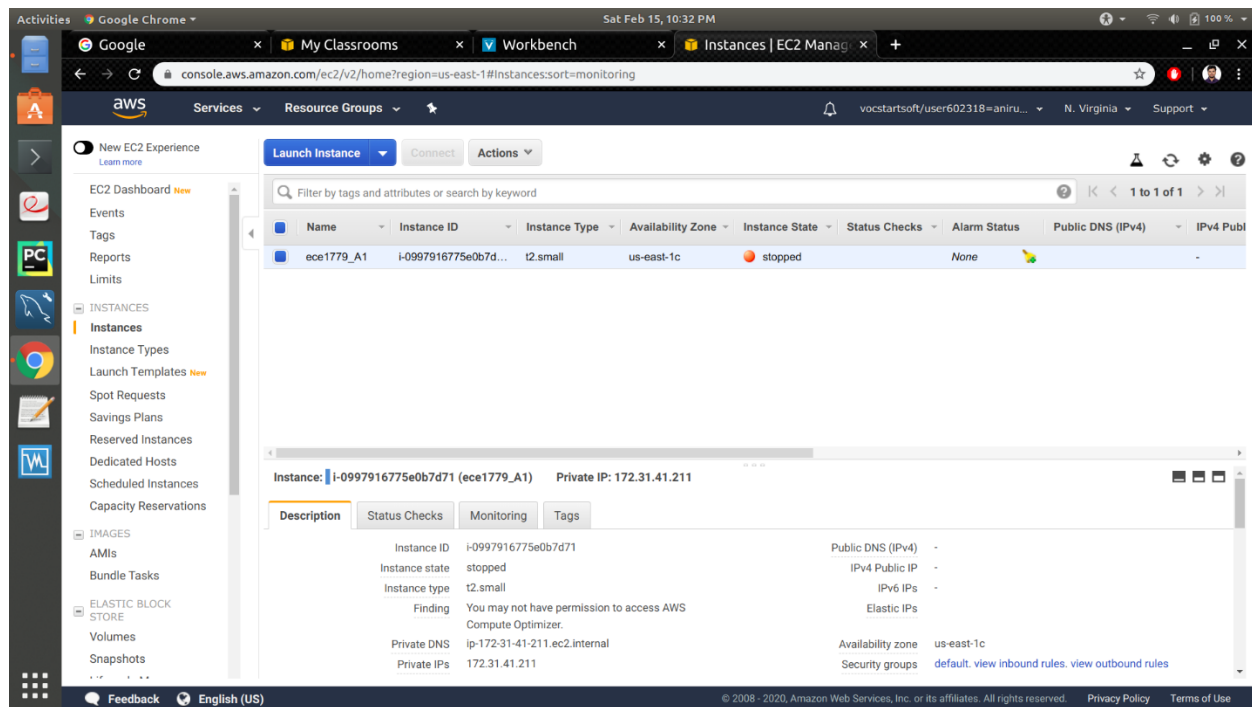 Activities Google Chrome Sat Feb 15, 10:32 PM 100 %
Google My Classrooms Workbench Instances | EC2 Manag
console.aws.amazon.com/ec2/v2/home?region=us-east-1#Instances:sort=monitoring
aws Services Resource Groups vocstartsoft/user602318=aniru... N. Virginia Support
New EC2 Experience
Learn more
EC2 Dashboard New
Events
Tags
Reports
Limits
INSTANCES
Instances
Instance Types
Launch Templates New
Spot Requests
Savings Plans
Reserved Instances
Dedicated Hosts
Scheduled Instances
Capacity Reservations
IMAGES
AMIs
Bundle Tasks
ELASTIC BLOCK
STORE
Volumes
Snapshots
Launch Instance Connect Actions
Filter by tags and attributes or search by keyword 1 to 1 of 1
Name Instance ID Instance Type Availability Zone Instance State Status Checks Alarm Status Public DNS (IPv4) IPv4 Publ
ece1779_A1 i-0997916775e0b7d... t2.small us-east-1c stopped None -
Instance: i-0997916775e0b7d71 (ece1779_A1) Private IP: 172.31.41.211
Description Status Checks Monitoring Tags
Instance ID i-0997916775e0b7d71 Public DNS (IPv4) -
Instance state stopped IPv4 Public IP -
Instance type t2.small IPv6 IPs -
Finding You may not have permission to access AWS Elastic IPs
Compute Optimizer.
Private DNS ip-172-31-41-211.ec2.internal Availability zone us-east-1c
Private IPs 172.31.41.211 Security groups default. view inbound rules. view outbound rules
Feedback English (US) © 2008 - 2020, Amazon Web Services, Inc. or its affiliates. All rights reserved. Privacy Policy Terms of Use